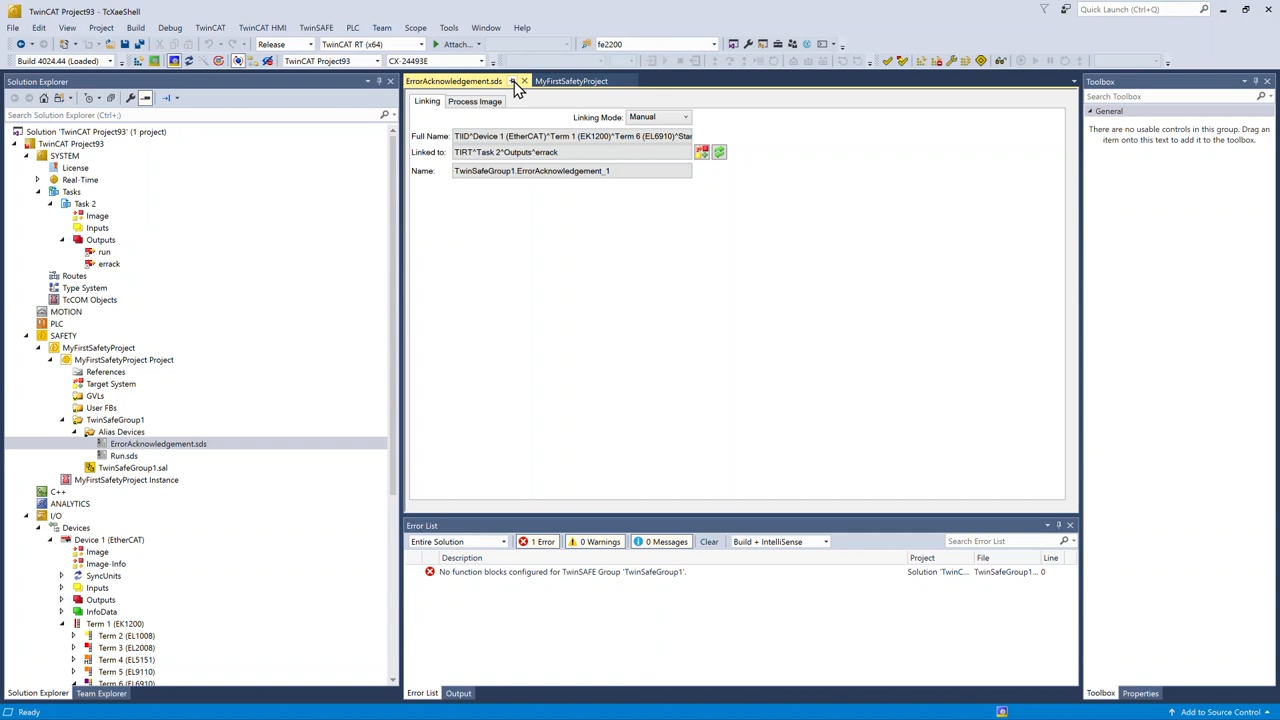 TwinCAT Project93 - TcXaeShell
Quick Launch (Ctrl+Q)
File Edit View Project Build Debug TwinCAT TwinCAT HMI TwinSAFE PLC Team Scope Tools Window Help
Release TwinCAT RT (x64) Attach... fe2200
Build 4024.44 (Loaded) TwinCAT Project93 CX-24493E
Solution Explorer
Search Solution Explorer (Ctrl+;)
Solution 'TwinCAT Project93' (1 project)
TwinCAT Project93
SYSTEM
License
Real-Time
Tasks
Task 2
Image
Inputs
Outputs
run
errack
Routes
Type System
TcCOM Objects
MOTION
PLC
SAFETY
MyFirstSafetyProject
MyFirstSafetyProject Project
References
Target System
GVLs
User FBs
TwinSafeGroup1
Alias Devices
ErrorAcknowledgement.sds
Run.sds
TwinSafeGroup1.sal
MyFirstSafetyProject Instance
C++
ANALYTICS
I/O
Devices
Device 1 (EtherCAT)
Image
Image-Info
SyncUnits
Inputs
Outputs
InfoData
Term 1 (EK1200)
Term 2 (EL1008)
Term 3 (EL2008)
Term 4 (EL5151)
Term 5 (EL9110)
Term 6 (EL6910)
Solution Explorer Team Explorer
ErrorAcknowledgement.sds MyFirstSafetyProject
Linking Process Image
Linking Mode: Manual
Full Name: TIID^Device 1 (EtherCAT)^Term 1 (EK1200)^Term 6 (EL6910)^Star
Linked to: TIRT^Task 2^Outputs^errack
Name: TwinSafeGroup1.ErrorAcknowledgement_1
Error List
Entire Solution 1 Error 0 Warnings 0 Messages Clear Build + IntelliSense Search Error List
Description Project File Line
No function blocks configured for TwinSAFE Group 'TwinSafeGroup1'. Solution 'TwinC... TwinSafeGroup1... 0
Error List Output
Toolbox
Search Toolbox
General
There are no usable controls in this group. Drag an
item onto this text to add it to the toolbox.
Toolbox Properties
Ready
Add to Source Control